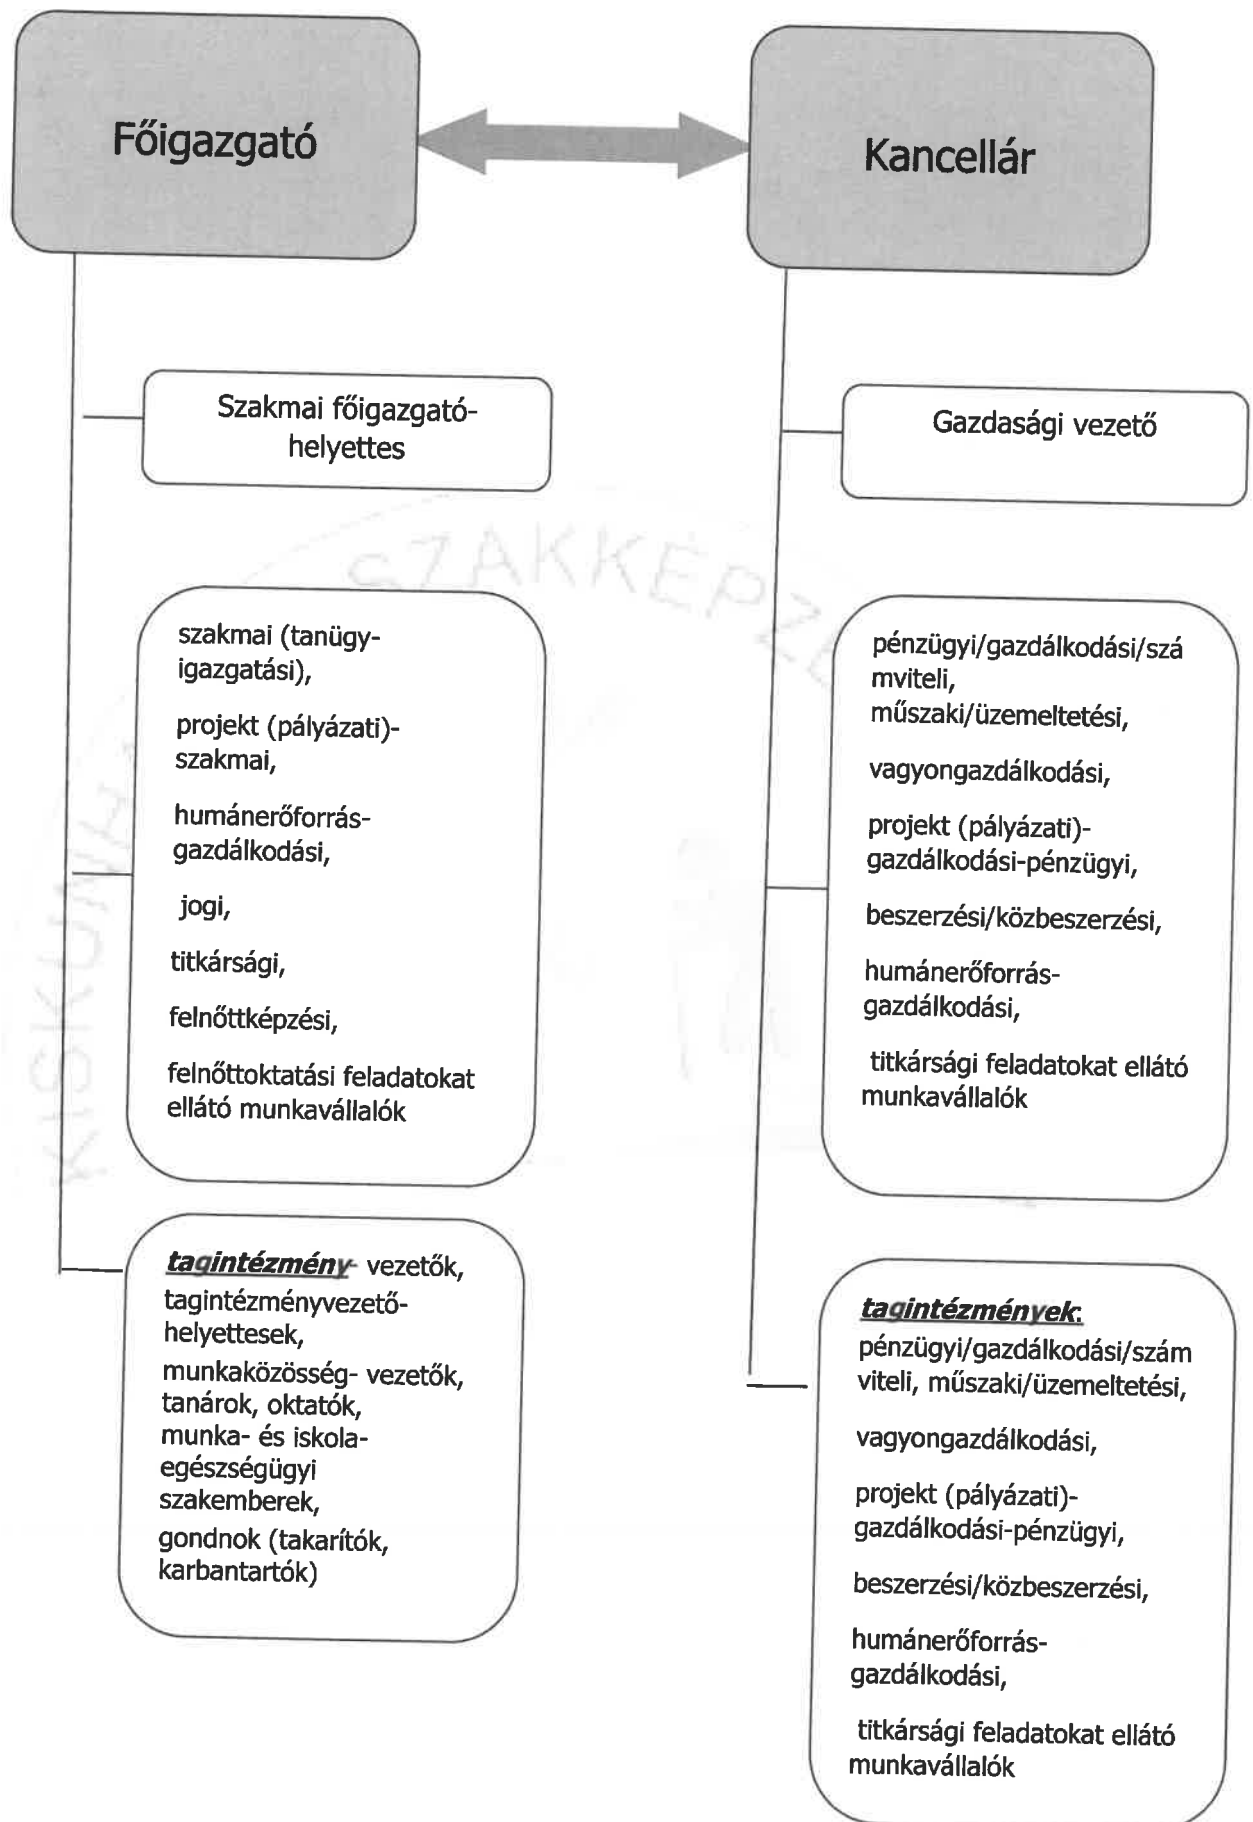 Főigazgató
Kancellár
Szakmai főigazgató-
helyettes
Gazdasági vezető
szakmai (tanügy-
igazgatási),
projekt (pályázati)-
szakmai,
humánerőforrás-
gazdálkodási,
jogi,
titkársági,
felnőttképzési,
felnőttoktatási feladatokat
ellátó munkavállalók
pénzügyi/gazdálkodási/szá
mviteli,
műszaki/üzemeltetési,
vagyongazdálkodási,
projekt (pályázati)-
gazdálkodási-pénzügyi,
beszerzési/közbeszerzési,
humánerőforrás-
gazdálkodási,
titkársági feladatokat ellátó
munkavállalók
tagintézmény- vezetők,
tagintézményvezető-
helyettesek,
munkaközösség- vezetők,
tanárok, oktatók,
munka- és iskola-
egészségügyi
szakemberek,
gondnok (takarítók,
karbantartók)
tagintézmények:
pénzügyi/gazdálkodási/szám
viteli, műszaki/üzemeltetési,
vagyongazdálkodási,
projekt (pályázati)-
gazdálkodási-pénzügyi,
beszerzési/közbeszerzési,
humánerőforrás-
gazdálkodási,
titkársági feladatokat ellátó
munkavállalók